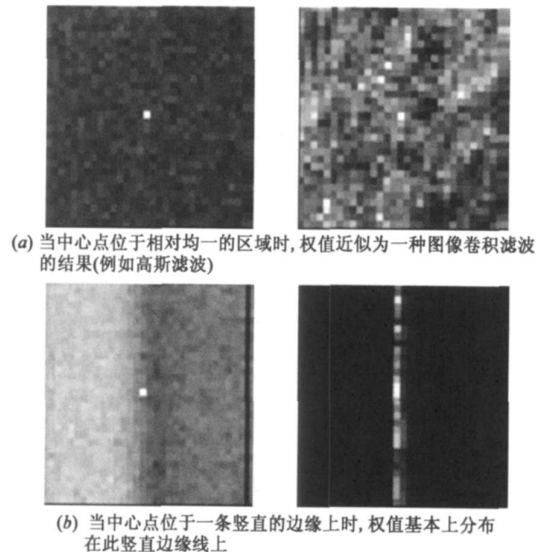 (a) 当中心点位于相对均一的区域时,权值近似为一种图像卷积滤波
的结果(例如高斯滤波)
(b) 当中心点位于一条竖直的边缘上时,权值基本上分布
在此竖直边缘线上